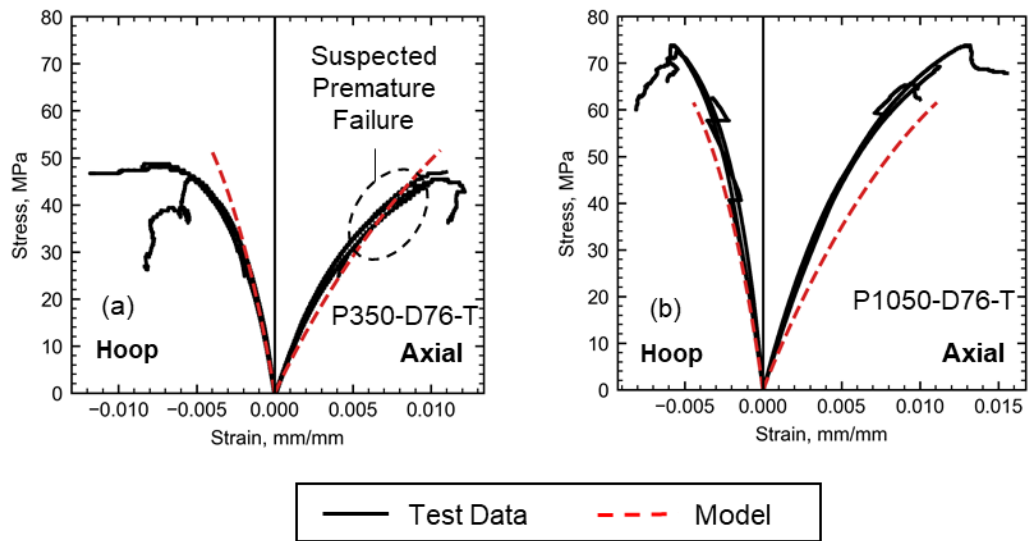 80
70
60
50
40
30
20
10
0
Stress, MPa
Suspected
Premature
Failure
(a)
P350-D76-T
Hoop
Axial
−0.010 −0.005 0.000 0.005 0.010
Strain, mm/mm
80
70
60
50
40
30
20
10
0
Stress, MPa
(b)
P1050-D76-T
Hoop
Axial
−0.005 0.000 0.005 0.010 0.015
Strain, mm/mm
Test Data Model